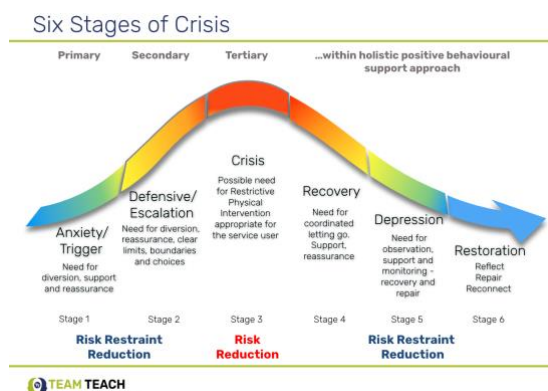 Six Stages of Crisis
Primary
Secondary
Tertiary
...within holistic positive behavioural
support approach
Anxiety/
Trigger
Need for
diversion, support
and reassurance
Defensive/
Escalation
Need for diversion,
reassurance, clear
limits, boundaries
and choices
Crisis
Possible need
for Restrictive
Physical
Intervention
appropriate for
the service user
Recovery
Need for
coordinated
letting go.
Support,
reassurance
Depression
Need for
observation,
support and
monitoring -
recovery and
repair
Restoration
Reflect
Repair
Reconnect
Stage 1
Stage 2
Stage 3
Stage 4
Stage 5
Stage 6
Risk Restraint
Reduction
Risk
Reduction
Risk Restraint
Reduction
TEAM TEACH